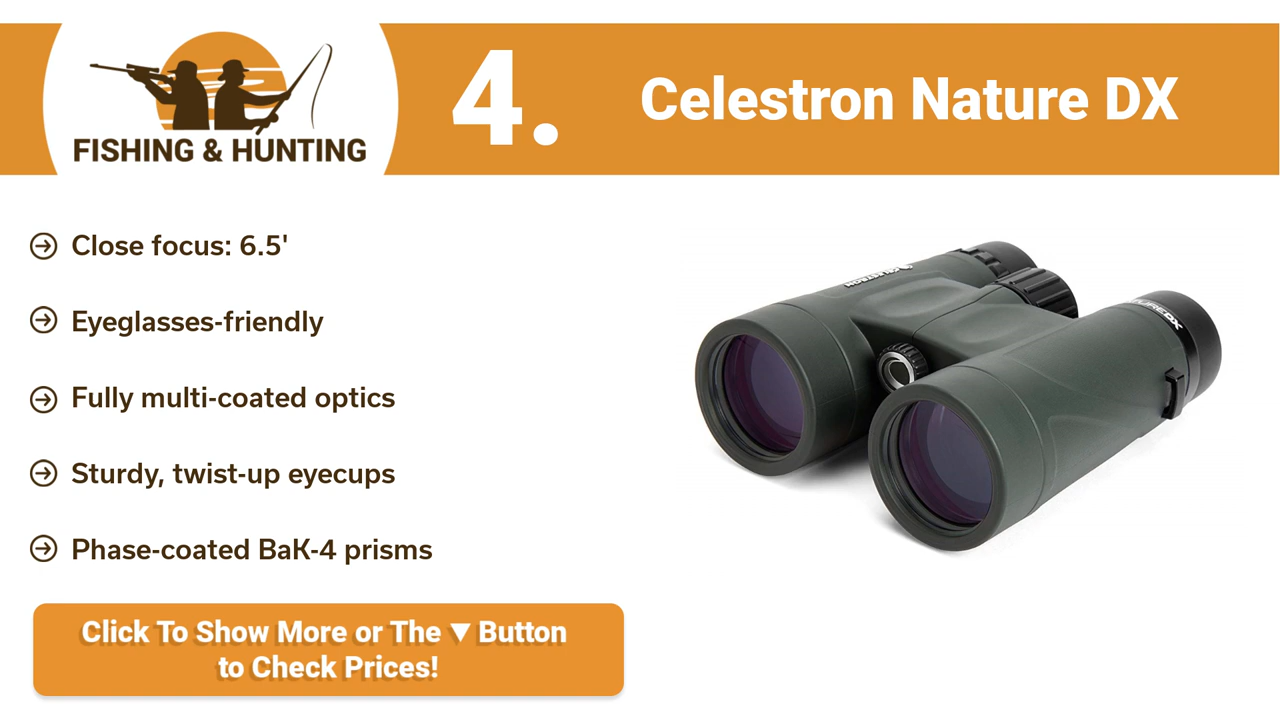 FISHING & HUNTING
4.
Celestron Nature DX
Close focus: 6.5'
Eyeglasses-friendly
Fully multi-coated optics
Sturdy, twist-up eyecups
Phase-coated BaK-4 prisms
Click To Show More or The ▼ Button
to Check Prices!